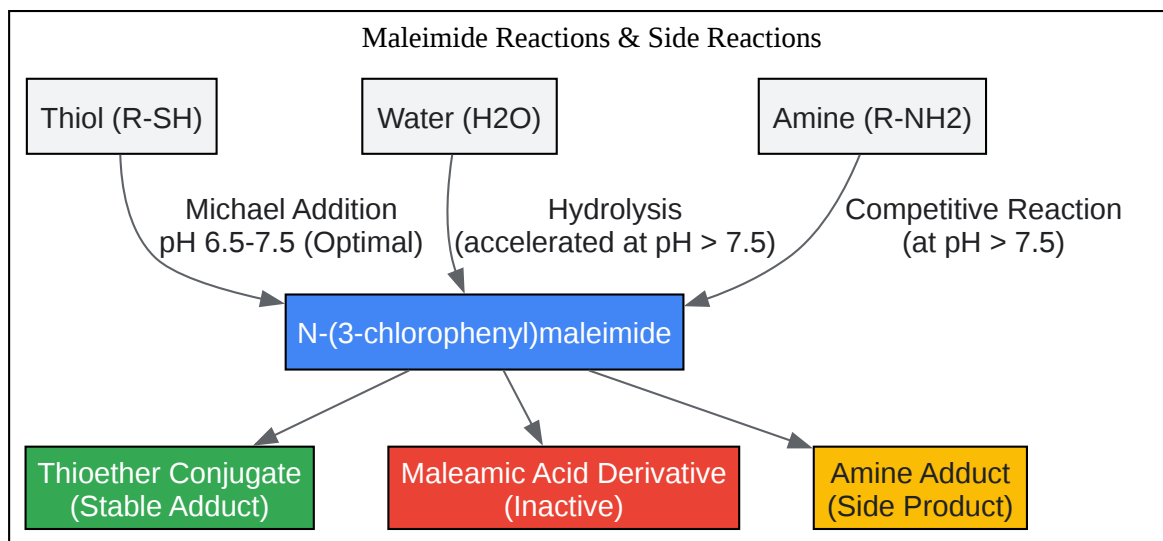 Maleimide Reactions & Side Reactions
Thiol (R-SH)
Water (H2O)
Amine (R-NH2)
Michael Addition
pH 6.5-7.5 (Optimal)
Hydrolysis
(accelerated at pH > 7.5)
Competitive Reaction
(at pH > 7.5)
N-(3-chlorophenyl)maleimide
Thioether Conjugate
(Stable Adduct)
Maleamic Acid Derivative
(Inactive)
Amine Adduct
(Side Product)